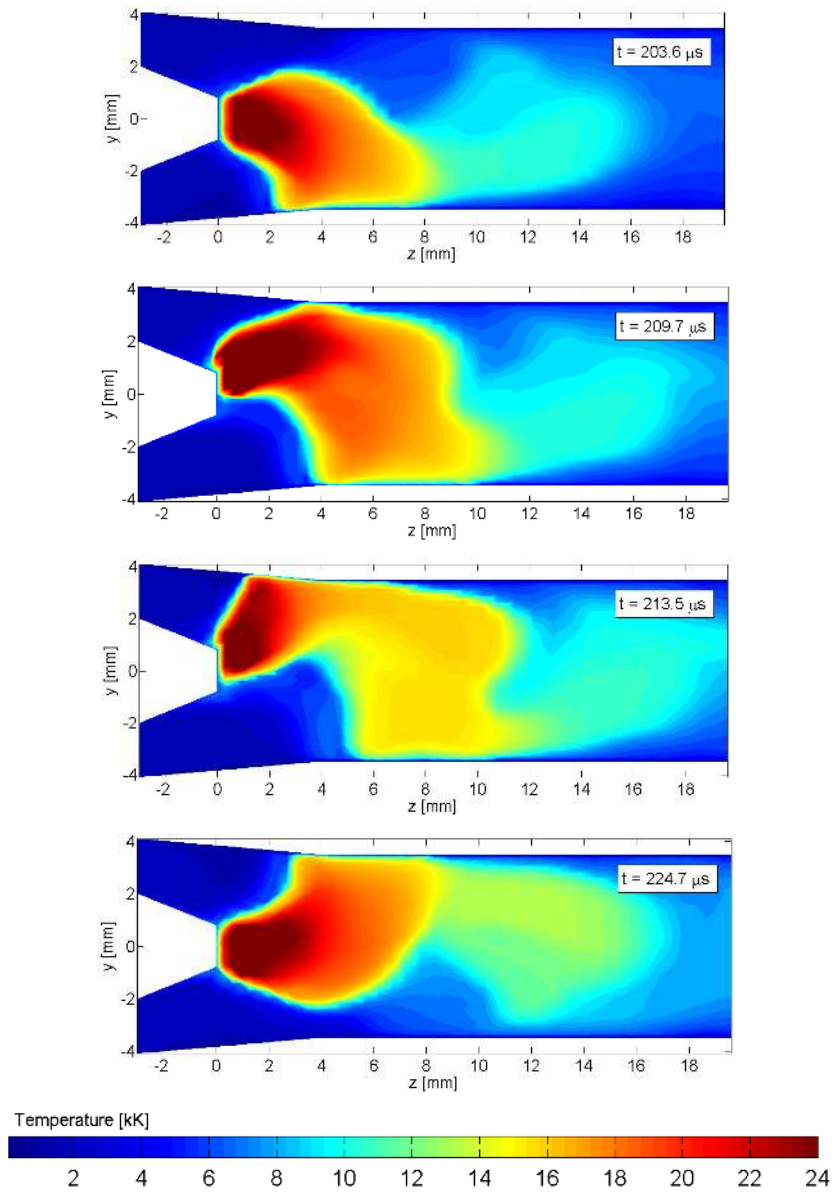 4
2
0
-2
-4
y [mm]
t = 203.6 μs
-2 0 2 4 6 8 10 12 14 16 18
z [mm]
4
2
0
-2
-4
y [mm]
t = 209.7 μs
-2 0 2 4 6 8 10 12 14 16 18
z [mm]
4
2
0
-2
-4
y [mm]
t = 213.5 μs
-2 0 2 4 6 8 10 12 14 16 18
z [mm]
4
2
0
-2
-4
y [mm]
t = 224.7 μs
-2 0 2 4 6 8 10 12 14 16 18
z [mm]
Temperature [kK]
2 4 6 8 10 12 14 16 18 20 22 24